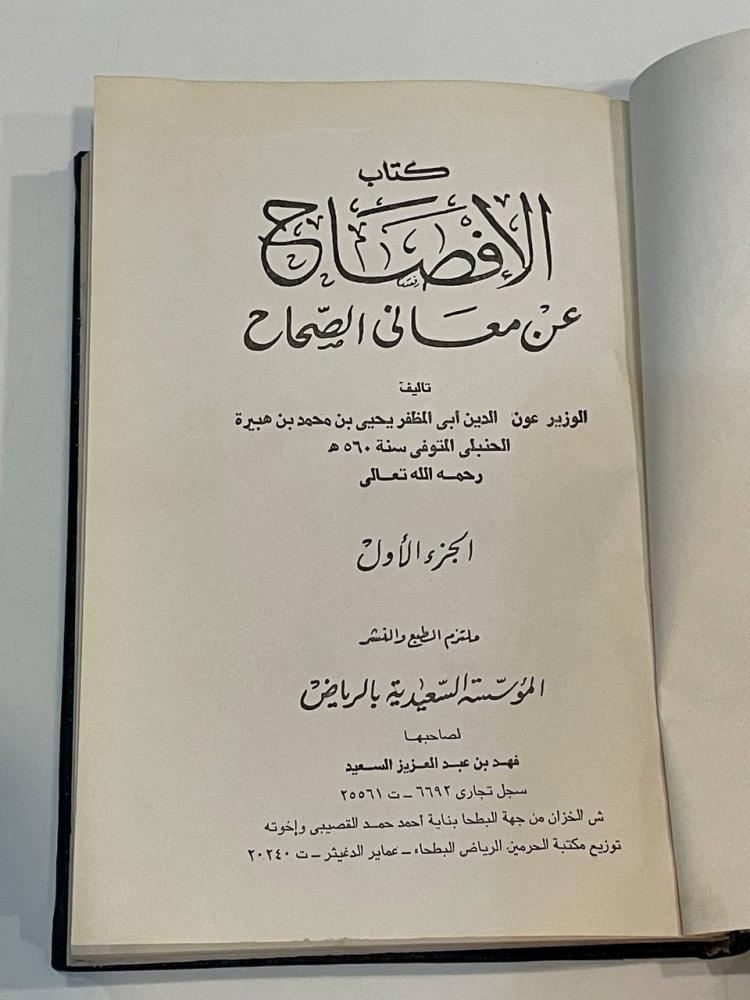 كتاب
الإفصاح
عن معانى الصحاح
تاليف
الوزير عون الدين أبى المظفر يحيى بن محمد بن هبيرة
الحنبلى المتوفى سنة ٥٦٠ هـ
رحمه الله تعالى
الجزء الأول
ملتزم الطبع والنشر
المؤسسة السعيدية بالرياض
لصاحبها
فهد بن عبد العزيز السعيد
سجل تجارى ٦٦٩٢ – ت ٢٥٥٦١
ش الخزان من جهة البطحا بناية أحمد حمد القصيبى وإخوته
توزيع مكتبة الحرمين الرياض البطحاء – عماير الدغيثر – ت ٢٠٢٤٠